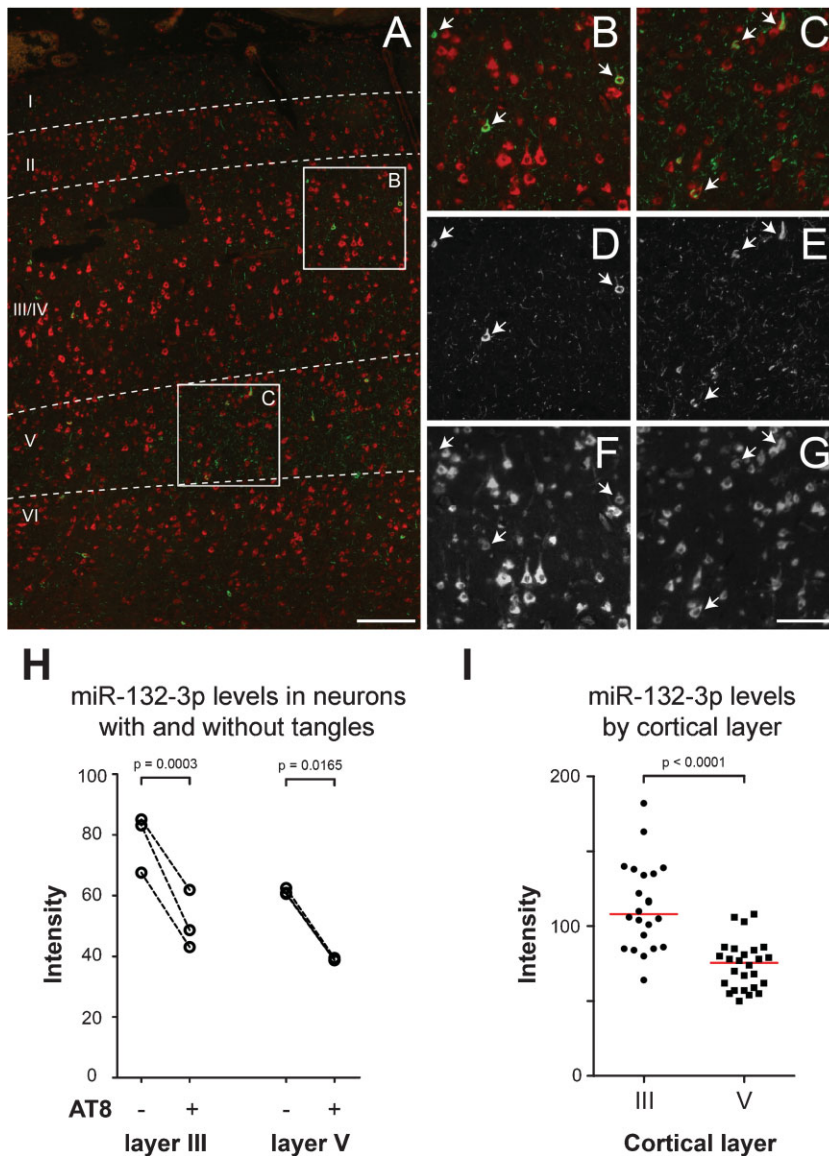 A
B
C
I
II
B
D
E
III/IV
C
V
F
G
VI
H
miR-132-3p levels in neurons
with and without tangles
p = 0.0003
p = 0.0165
100
80
60
40
20
0
Intensity
AT8 - + - +
layer III layer V
I
miR-132-3p levels
by cortical layer
p < 0.0001
200
100
0
Intensity
III V
Cortical layer